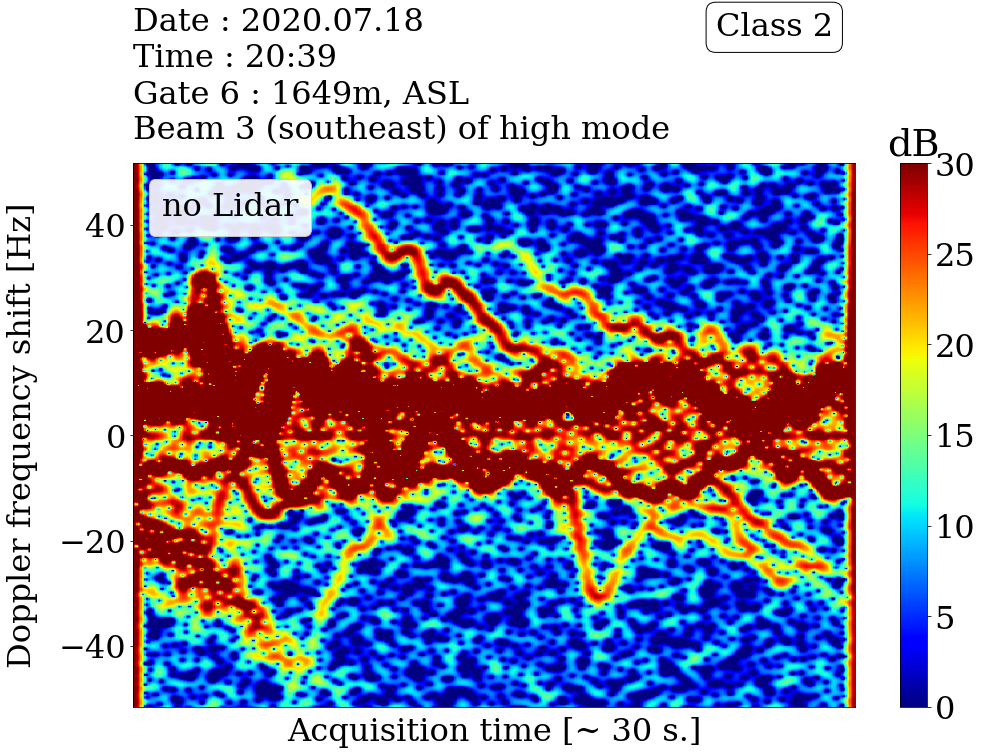 Date : 2020.07.18
Time : 20:39
Gate 6 : 1649m, ASL
Beam 3 (southeast) of high mode
Class 2
no Lidar
dB
30
25
20
15
10
5
0
40
20
0
−20
−40
Doppler frequency shift [Hz]
Acquisition time [~ 30 s.]